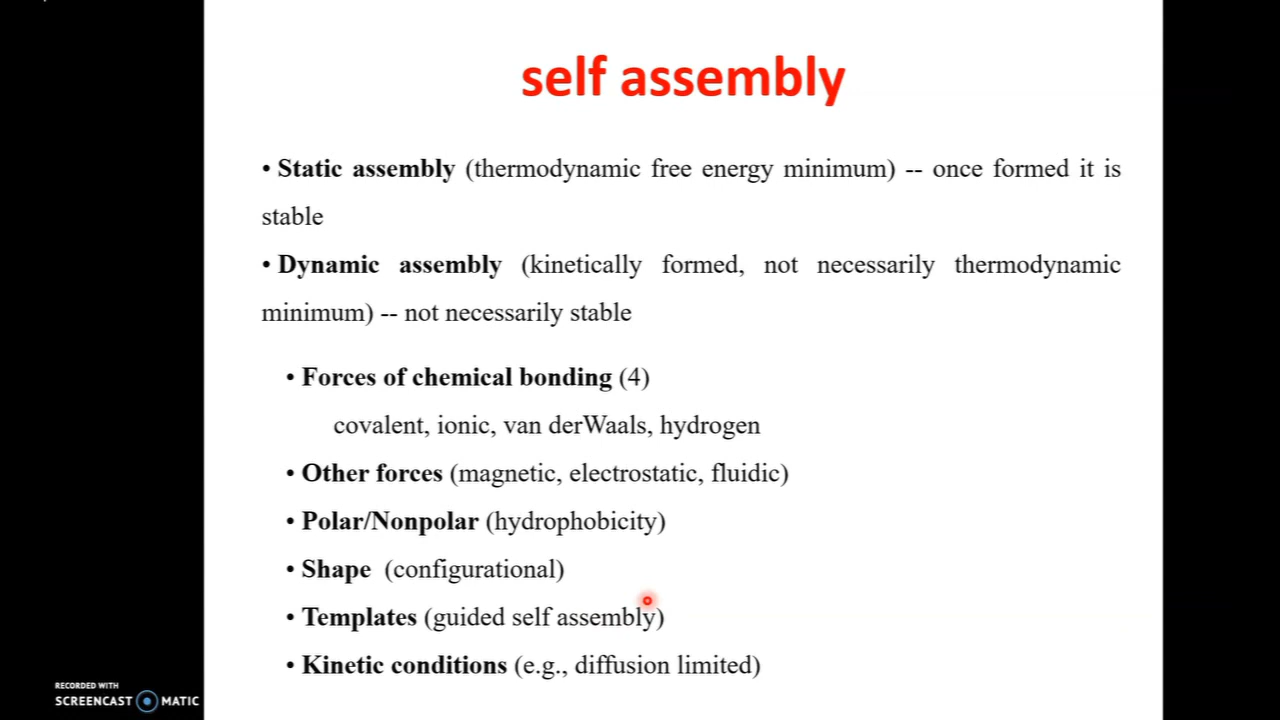 self assembly
• Static assembly (thermodynamic free energy minimum) -- once formed it is
stable
• Dynamic assembly (kinetically formed, not necessarily thermodynamic
minimum) -- not necessarily stable
• Forces of chemical bonding (4)
covalent, ionic, van derWaals, hydrogen
• Other forces (magnetic, electrostatic, fluidic)
• Polar/Nonpolar (hydrophobicity)
• Shape (configurational)
• Templates (guided self assembly)
• Kinetic conditions (e.g., diffusion limited)
RECORDED WITH
SCREENCAST MATIC